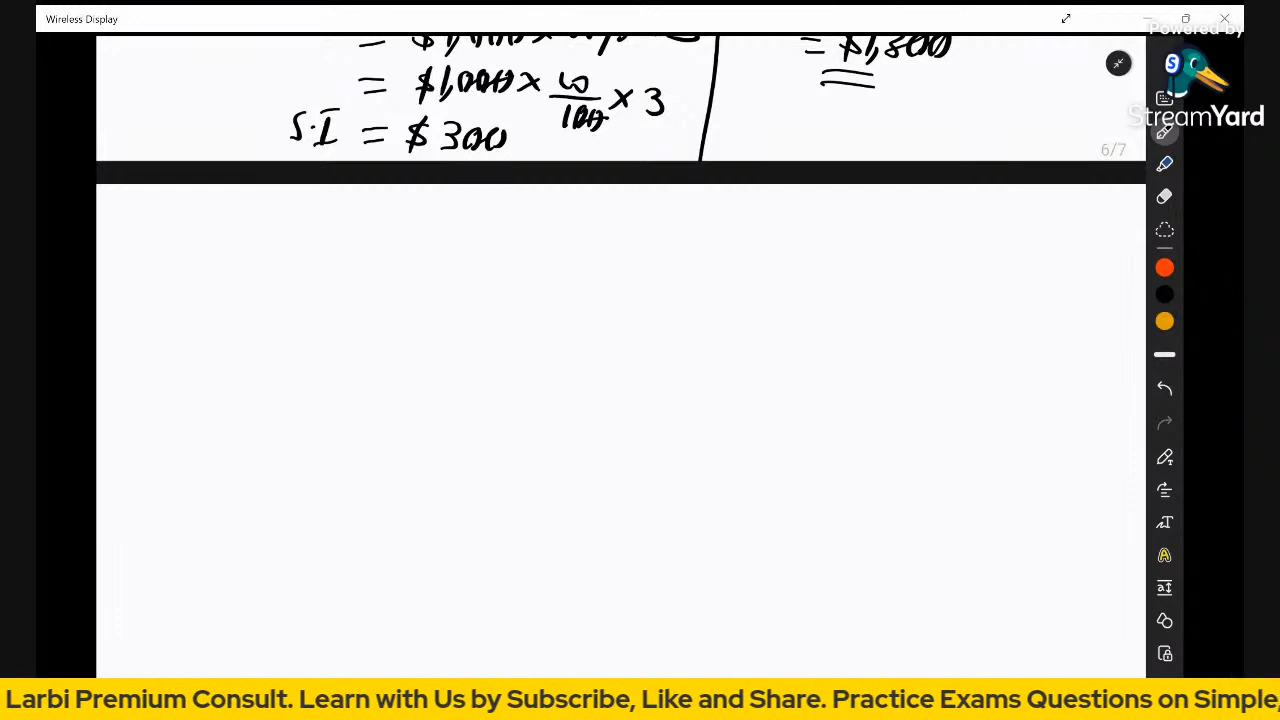 Wireless Display
Powered by
StreamYard
= $1,000 × 10/100 × 3
S.I = $300
= $1,300
6/7
Larbi Premium Consult. Learn with Us by Subscribe, Like and Share. Practice Exams Questions on Simple,